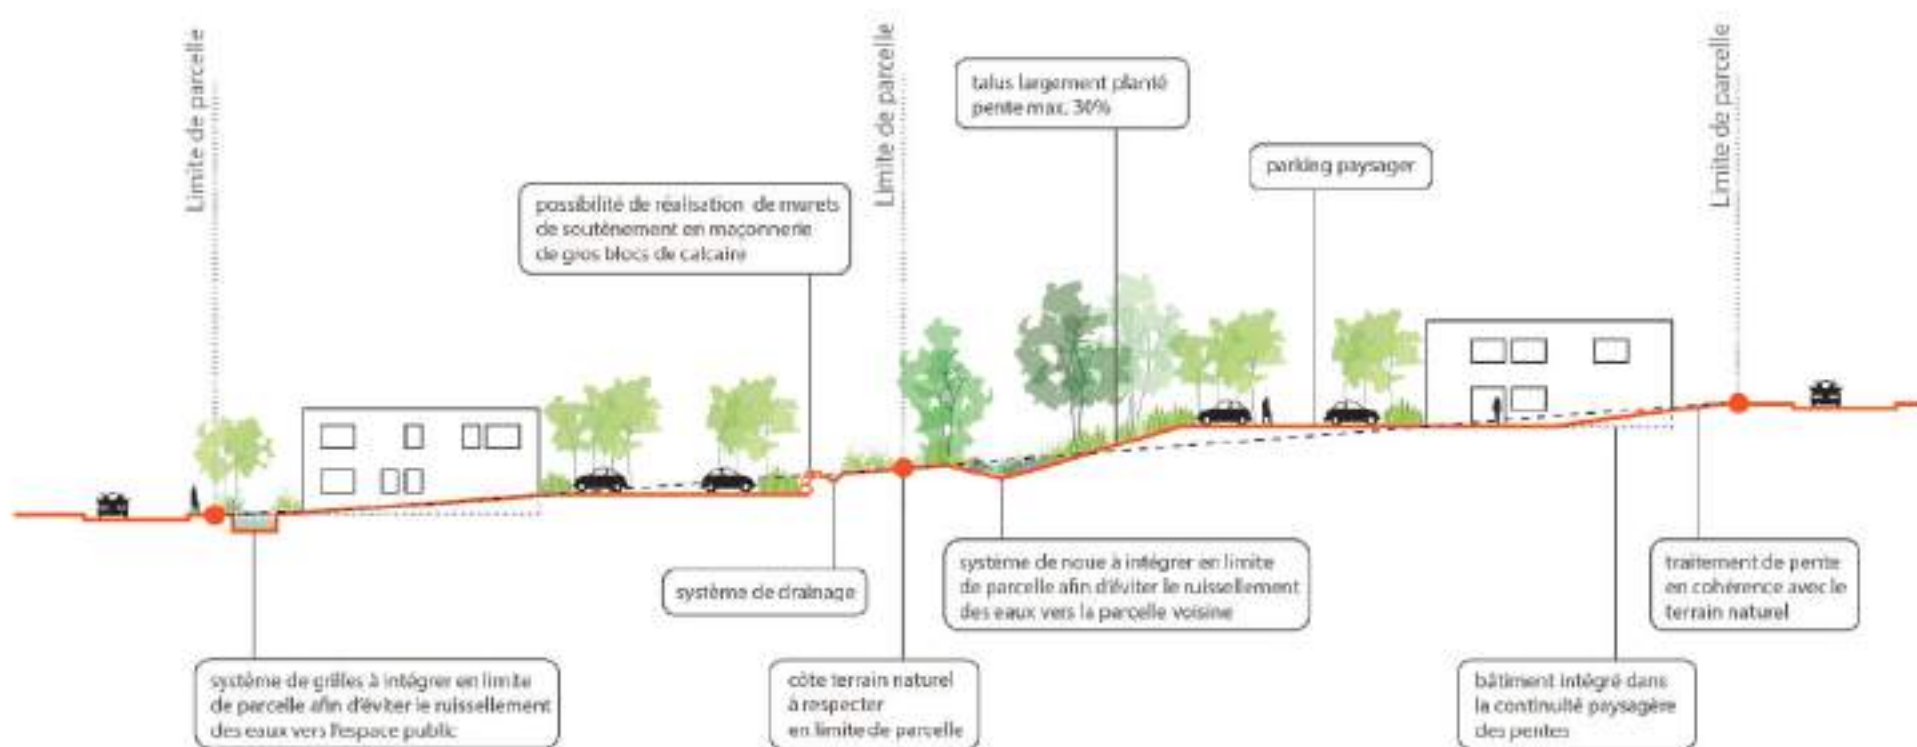 Limite de parcelle
Limite de parcelle
Limite de parcelle
talus largement planté
pente max. 30%
parking paysager
possibilité de réalisation de murets
de soutènement en maçonnerie
de gros blocs de calcaire
système de drainage
système de noue à intégrer en limite
de parcelle afin d'éviter le ruissellement
des eaux vers la parcelle voisine
traitement de pente
en cohérence avec le
terrain naturel
système de grilles à intégrer en limite
de parcelle afin d'éviter le ruissellement
des eaux vers l'espace public
côte terrain naturel
à respecter
en limite de parcelle
bâtiment intégré dans
la continuité paysagère
des pentes